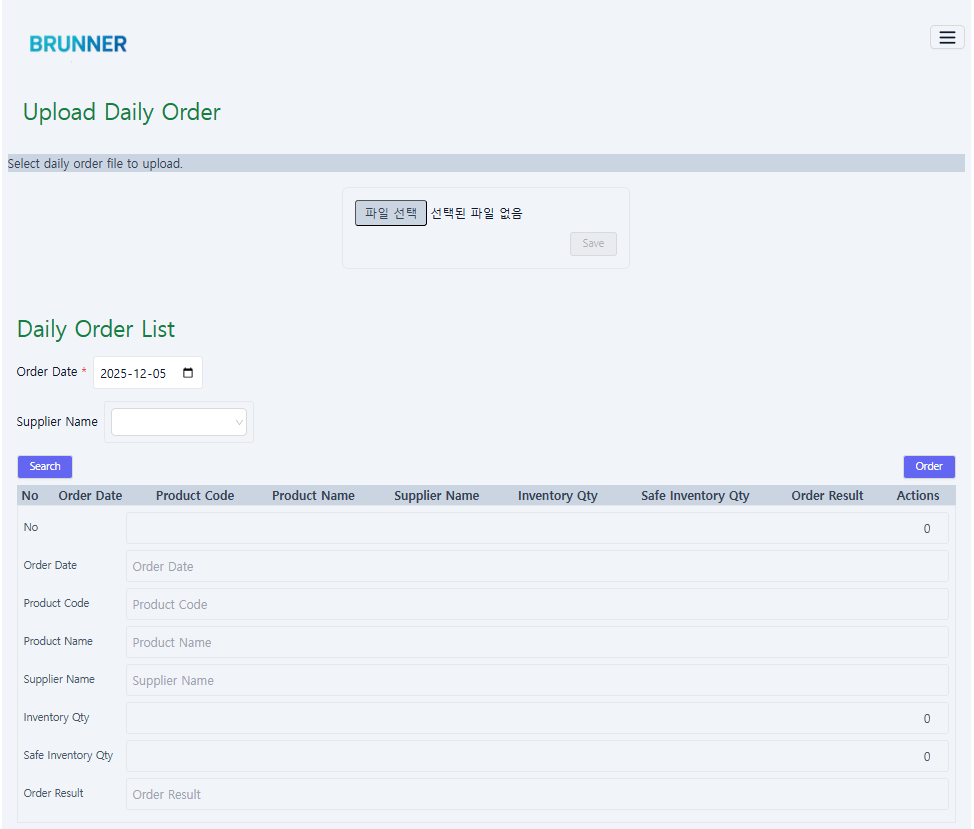 BRUNNER
Upload Daily Order
Select daily order file to upload.
파일 선택 선택된 파일 없음
Save
Daily Order List
Order Date * 2025-12-05
Supplier Name
Search Order
No Order Date Product Code Product Name Supplier Name Inventory Qty Safe Inventory Qty Order Result Actions
No 0
Order Date Order Date
Product Code Product Code
Product Name Product Name
Supplier Name Supplier Name
Inventory Qty 0
Safe Inventory Qty 0
Order Result Order Result